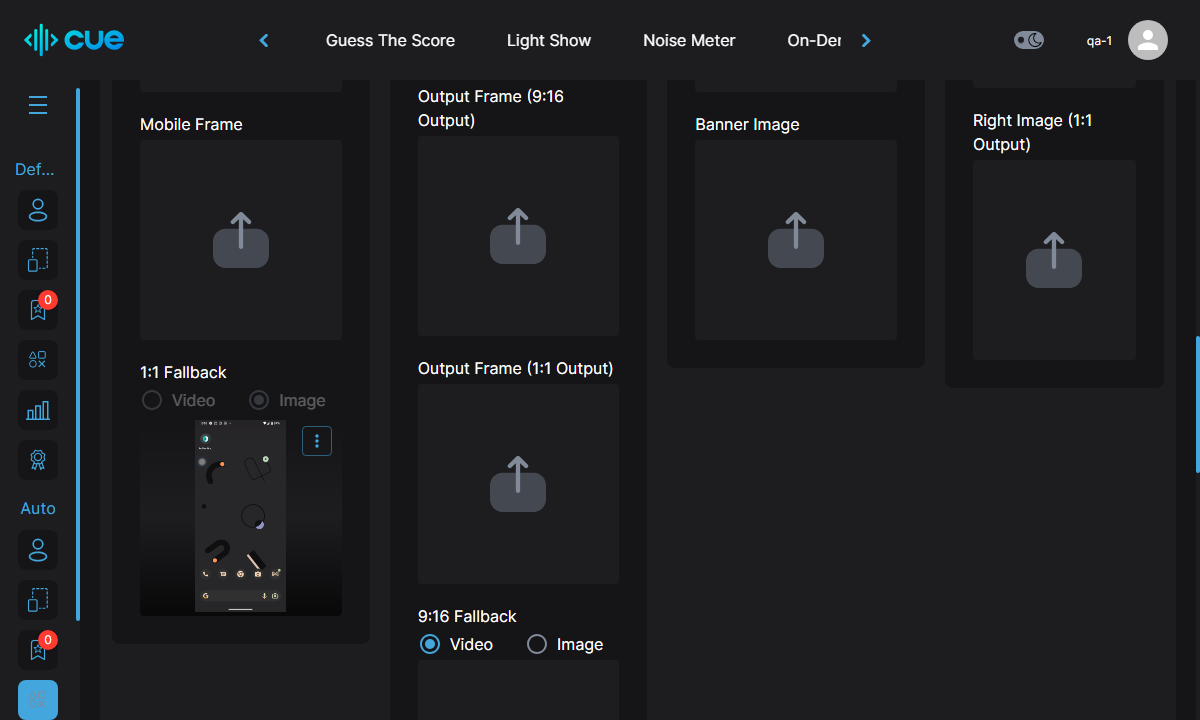 cue
Guess The Score
Light Show
Noise Meter
On-Der
qa-1
Def...
0
Auto
0
Mobile Frame
1:1 Fallback
Video
Image
Output Frame (9:16
Output)
Output Frame (1:1 Output)
9:16 Fallback
Video
Image
Banner Image
Right Image (1:1
Output)